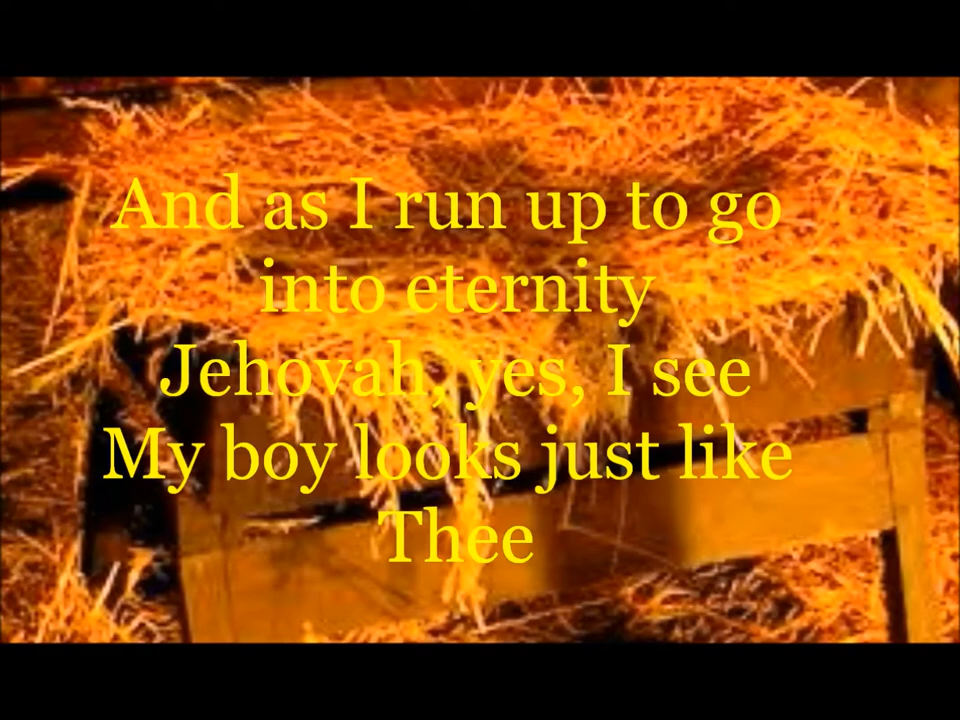 And as I run up to go
into eternity
Jehovah, yes, I see
My boy looks just like
Thee